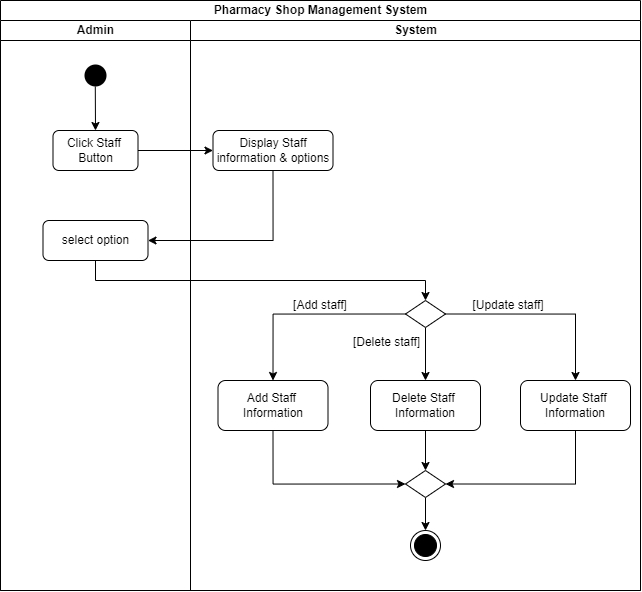 Pharmacy Shop Management System
Admin
System
Click Staff
Button
Display Staff
information & options
select option
[Add staff]
[Update staff]
[Delete staff]
Add Staff
Information
Delete Staff
Information
Update Staff
Information